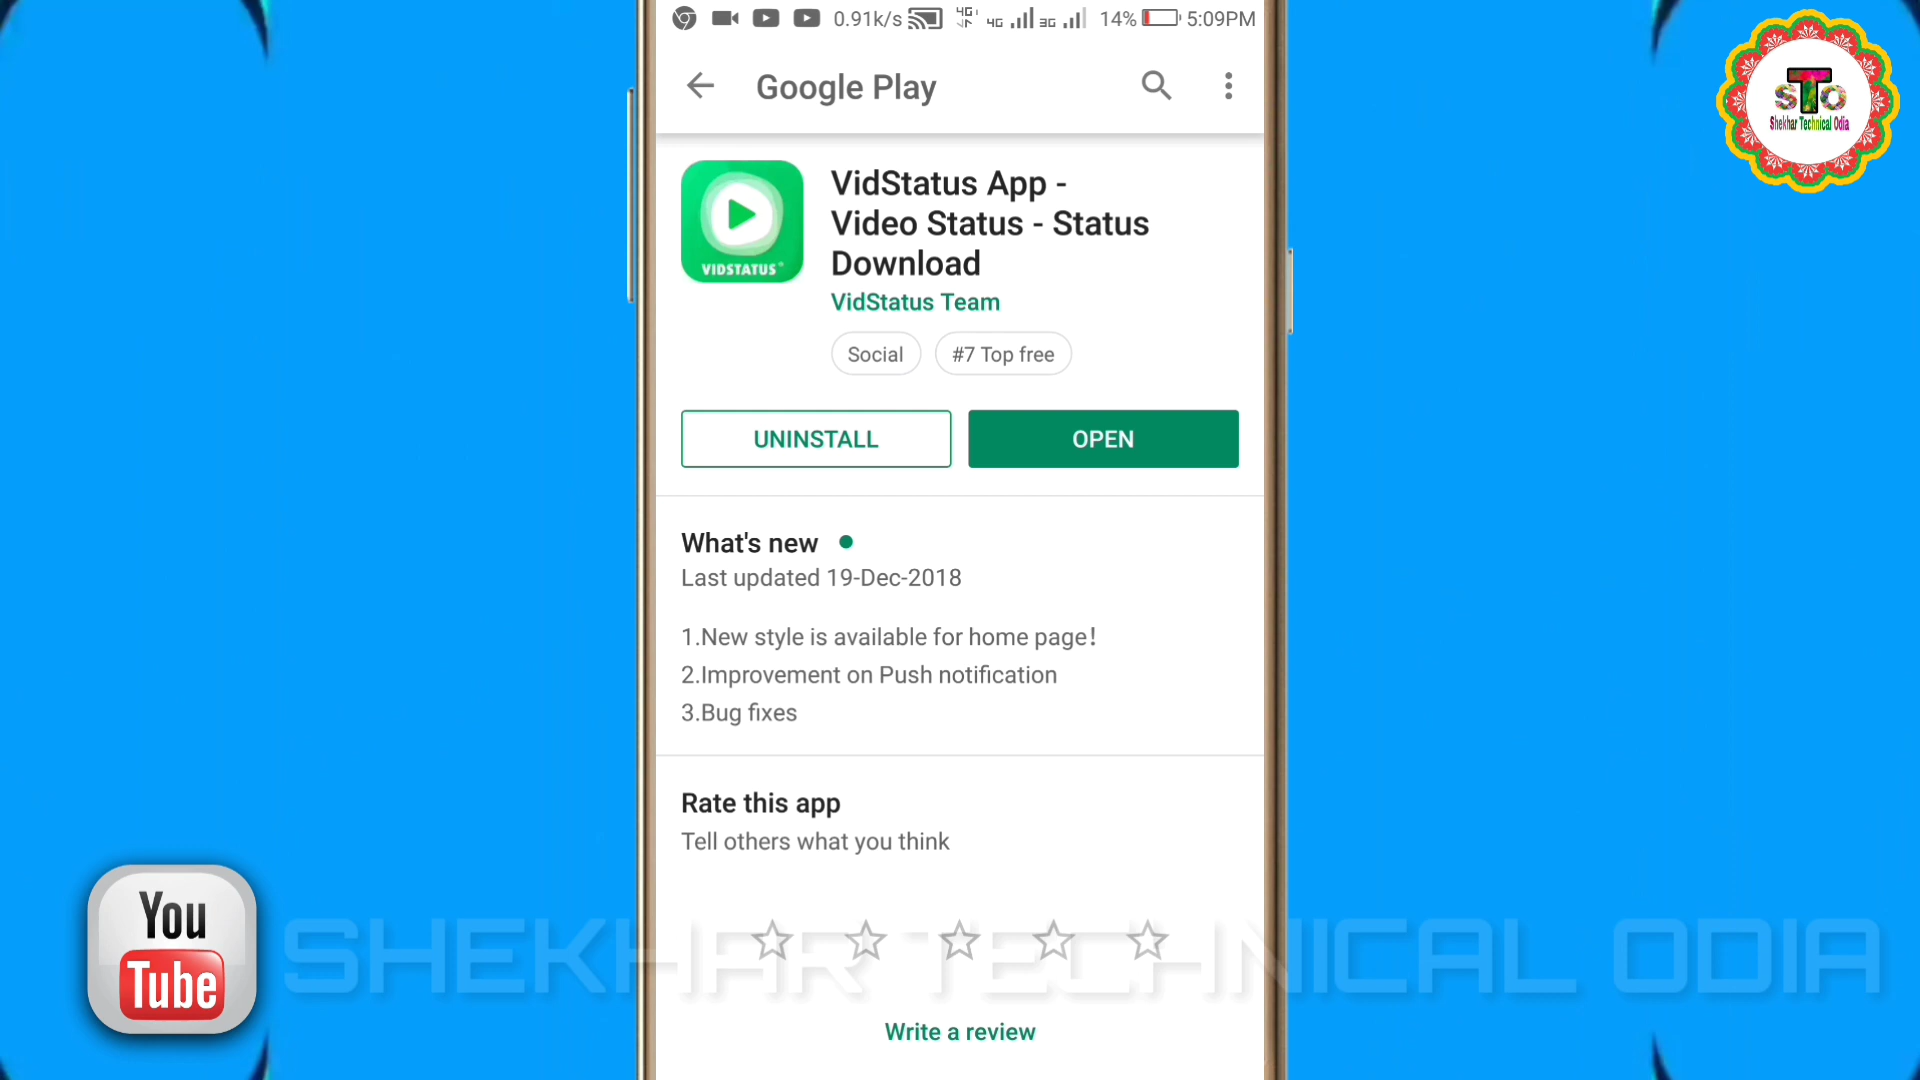 0.91k/s 4G 4G 3G 14% 5:09PM
Google Play
STO
Shekhar Technical Odia
VIDSTATUS
VidStatus App -
Video Status - Status
Download
VidStatus Team
Social
#7 Top free
UNINSTALL
OPEN
What's new
Last updated 19-Dec-2018
1.New style is available for home page!
2.Improvement on Push notification
3.Bug fixes
Rate this app
Tell others what you think
You
Tube
SHEKHAR TECHNICAL ODIA
Write a review